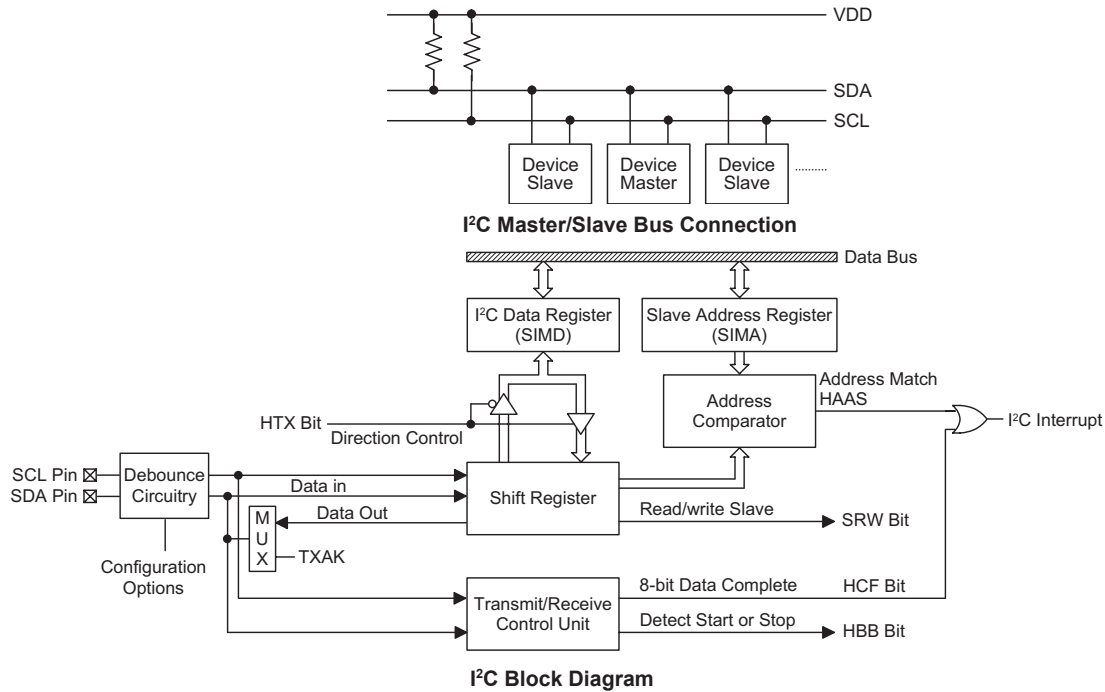 VDD
SDA
SCL
Device
Slave
Device
Master
Device
Slave
..........
I²C Master/Slave Bus Connection
Data Bus
I²C Data Register
(SIMD)
Slave Address Register
(SIMA)
Address Match
HAAS
Address
Comparator
I²C Interrupt
HTX Bit
Direction Control
SCL Pin
SDA Pin
Debounce
Circuitry
Data in
Shift Register
Data Out
M
U
X
TXAK
Read/write Slave
SRW Bit
Configuration
Options
Transmit/Receive
Control Unit
8-bit Data Complete
HCF Bit
Detect Start or Stop
HBB Bit
I²C Block Diagram